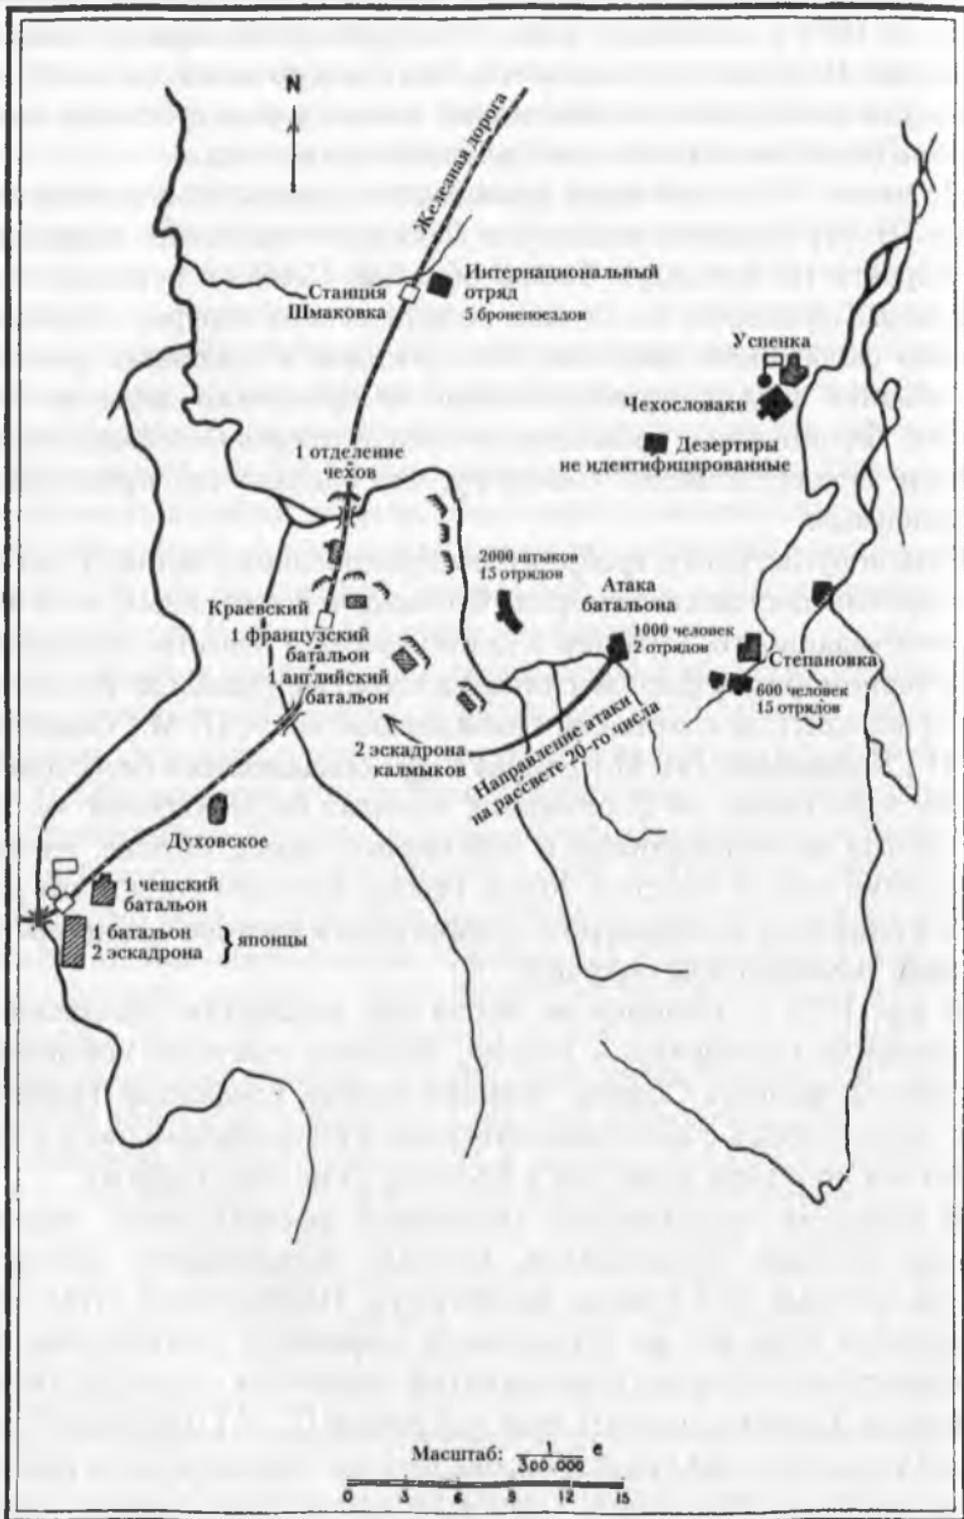 N
Железная дорога
Интернациональный
отряд
5 бронепоездов
Станция
Шмаковка
Успенка
Чехословаки
Дезертиры
не идентифицированные
1 отделение
чехов
2000 штыков
15 отрядов
Атака
батальона
1000 человек
2 отрядов
Краевский
1 французский
батальон
1 английский
батальон
Степановка
600 человек
15 отрядов
2 эскадрона
калмыков
Направление атаки
на рассвете 20-го числа
Духовское
1 чешский
батальон
1 батальон
2 эскадрона
} японцы
Масштаб: 1/300.000 e
0 3 6 9 12 15